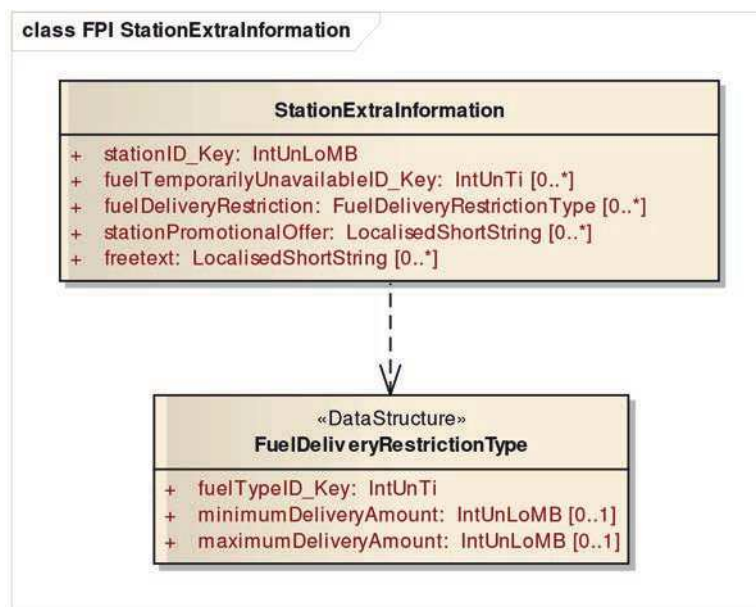 class FPI StationExtraInformation
StationExtraInformation
+ stationID_Key: IntUnLoMB
+ fuelTemporarilyUnavailableID_Key: IntUnTi [0..*]
+ fuelDeliveryRestriction: FuelDeliveryRestrictionType [0..*]
+ stationPromotionalOffer: LocalisedShortString [0..*]
+ freetext: LocalisedShortString [0..*]
«DataStructure»
FuelDeliveryRestrictionType
+ fuelTypeID_Key: IntUnTi
+ minimumDeliveryAmount: IntUnLoMB [0..1]
+ maximumDeliveryAmount: IntUnLoMB [0..1]